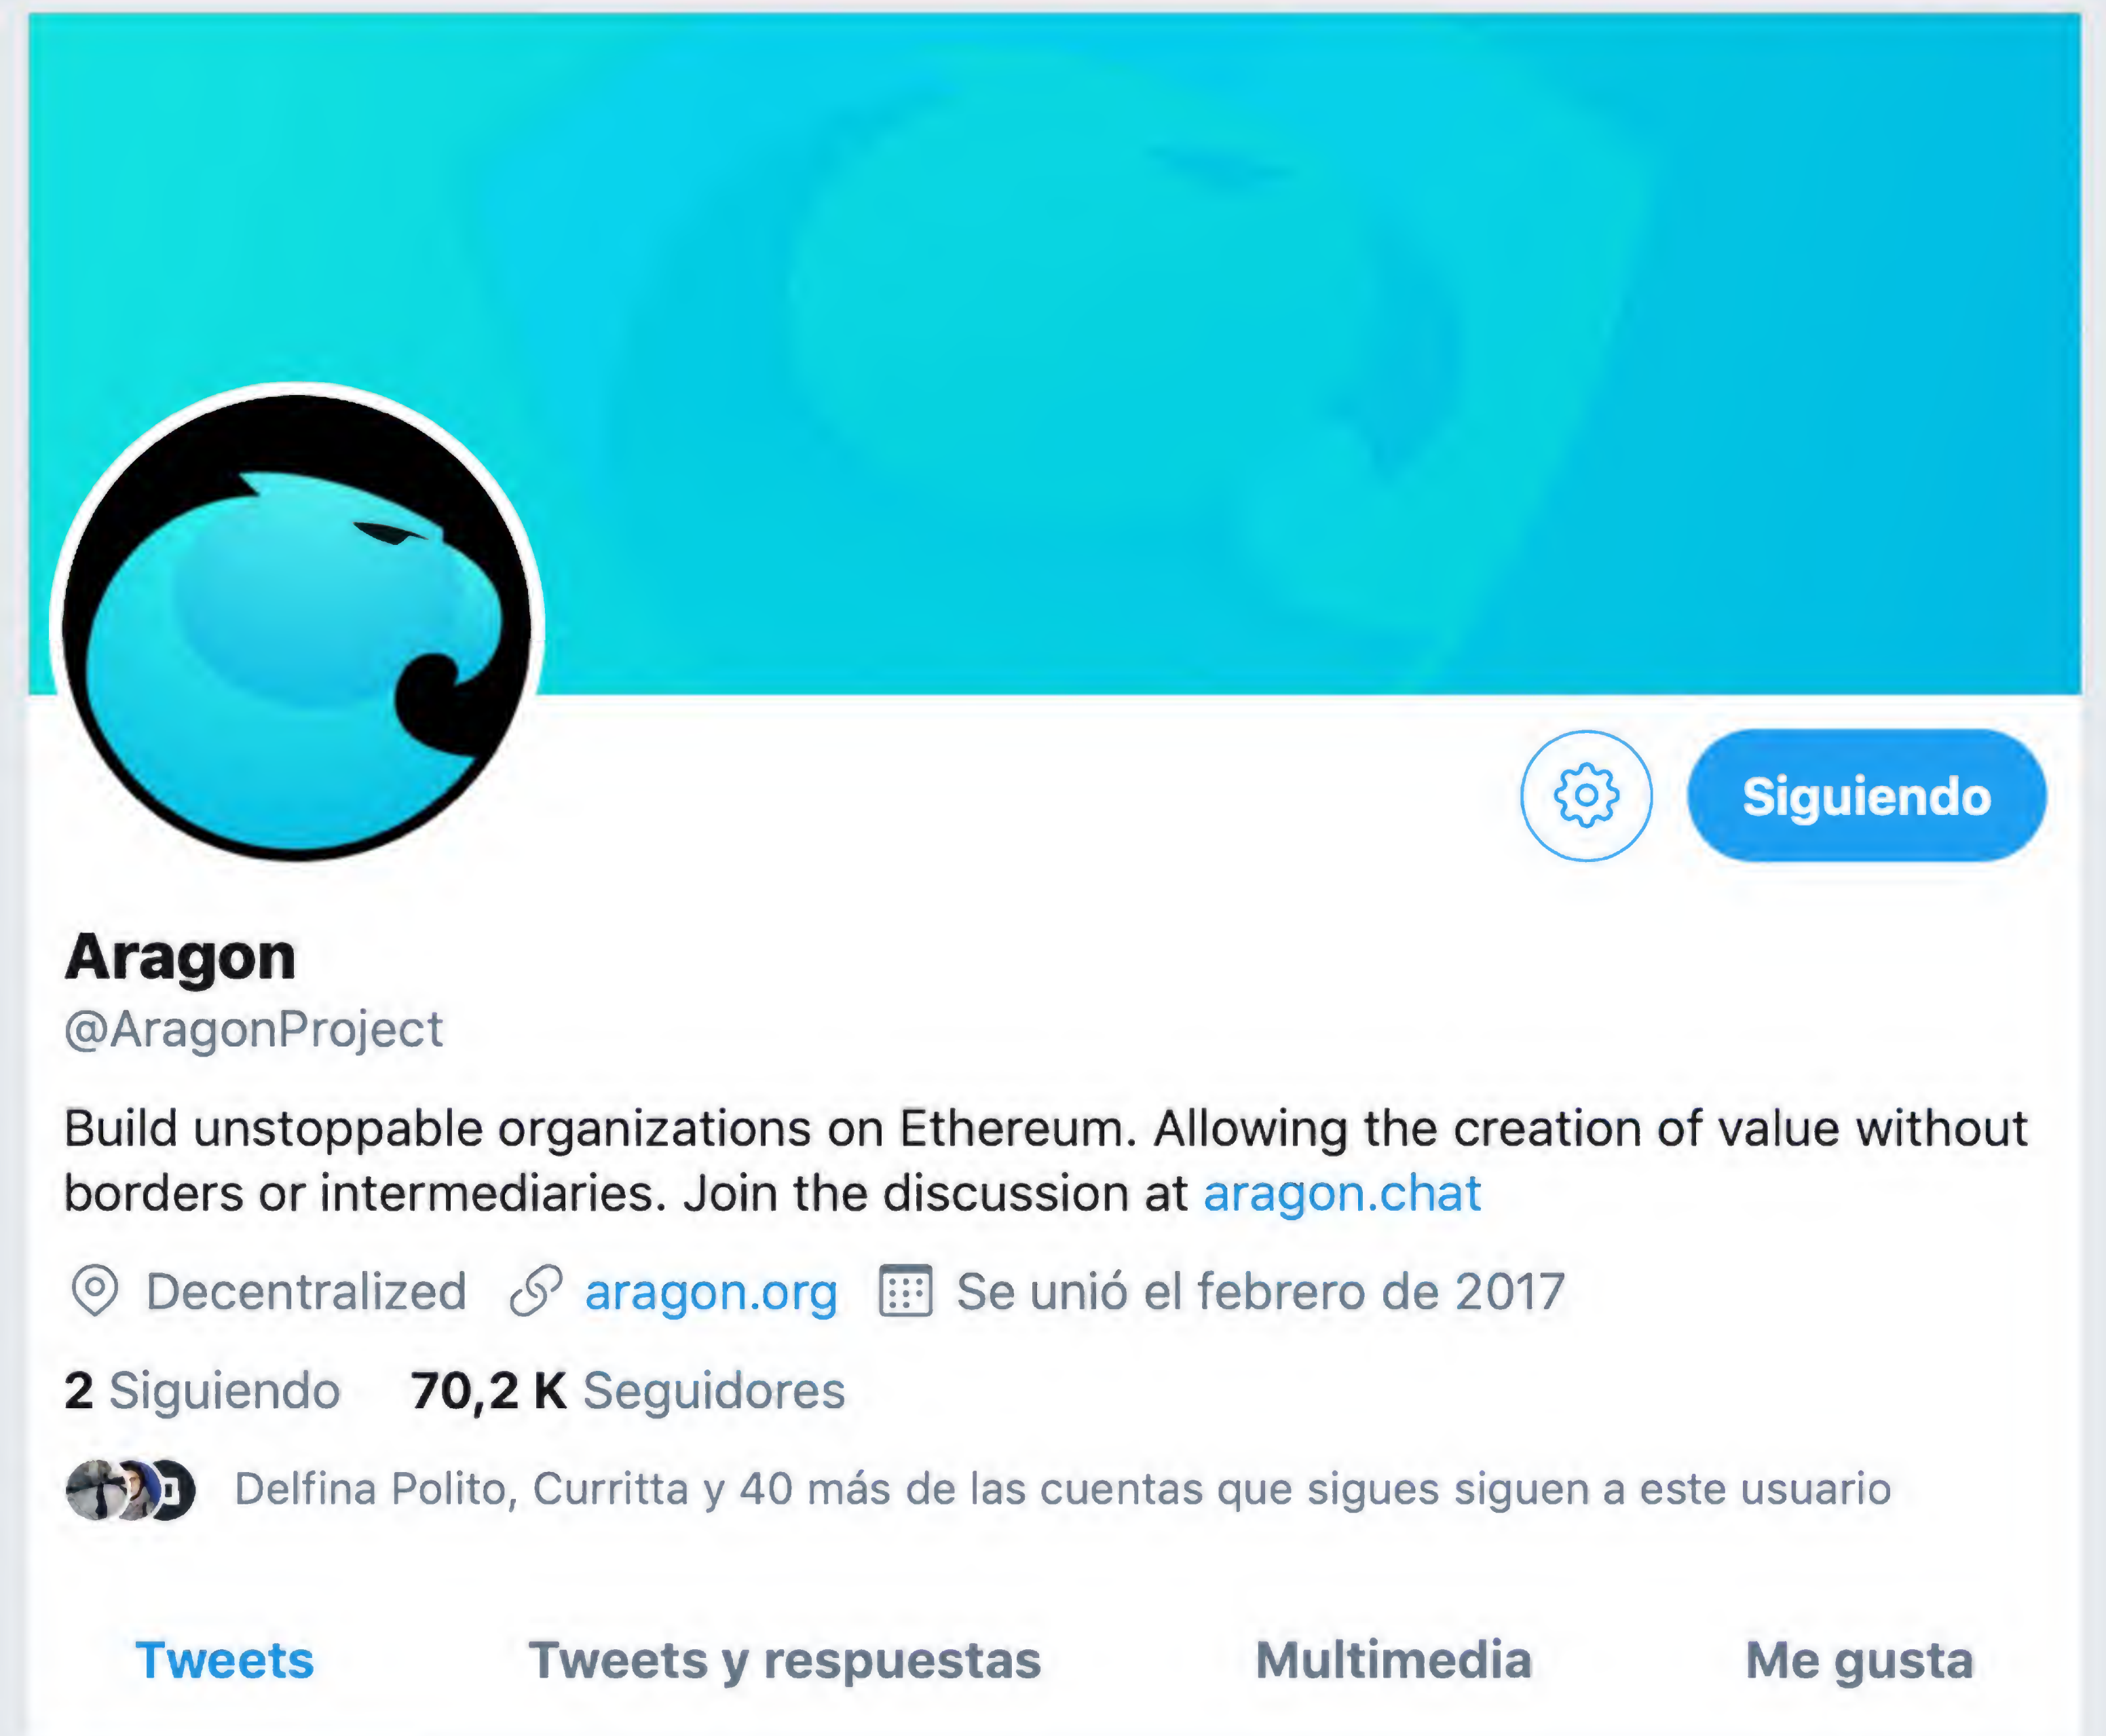 Siguiendo
Aragon
@AragonProject
Build unstoppable organizations on Ethereum. Allowing the creation of value without
borders or intermediaries. Join the discussion at aragon.chat
Decentralized aragon.org Se unió el febrero de 2017
2 Siguiendo 70,2 K Seguidores
Delfina Polito, Curritta y 40 más de las cuentas que sigues siguen a este usuario
Tweets Tweets y respuestas Multimedia Me gusta